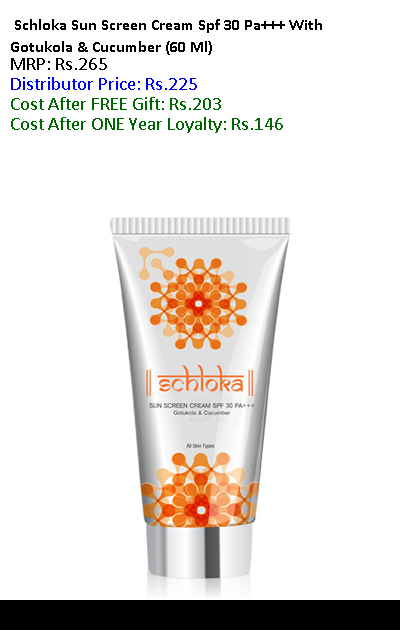 Schloka Sun Screen Cream Spf 30 Pa+++ With
Gotukola & Cucumber (60 Ml)
MRP: Rs.265
Distributor Price: Rs.225
Cost After FREE Gift: Rs.203
Cost After ONE Year Loyalty: Rs.146
schloka
SUN SCREEN CREAM SPF 30 PA+++
Gotukola & Cucumber
All Skin Types